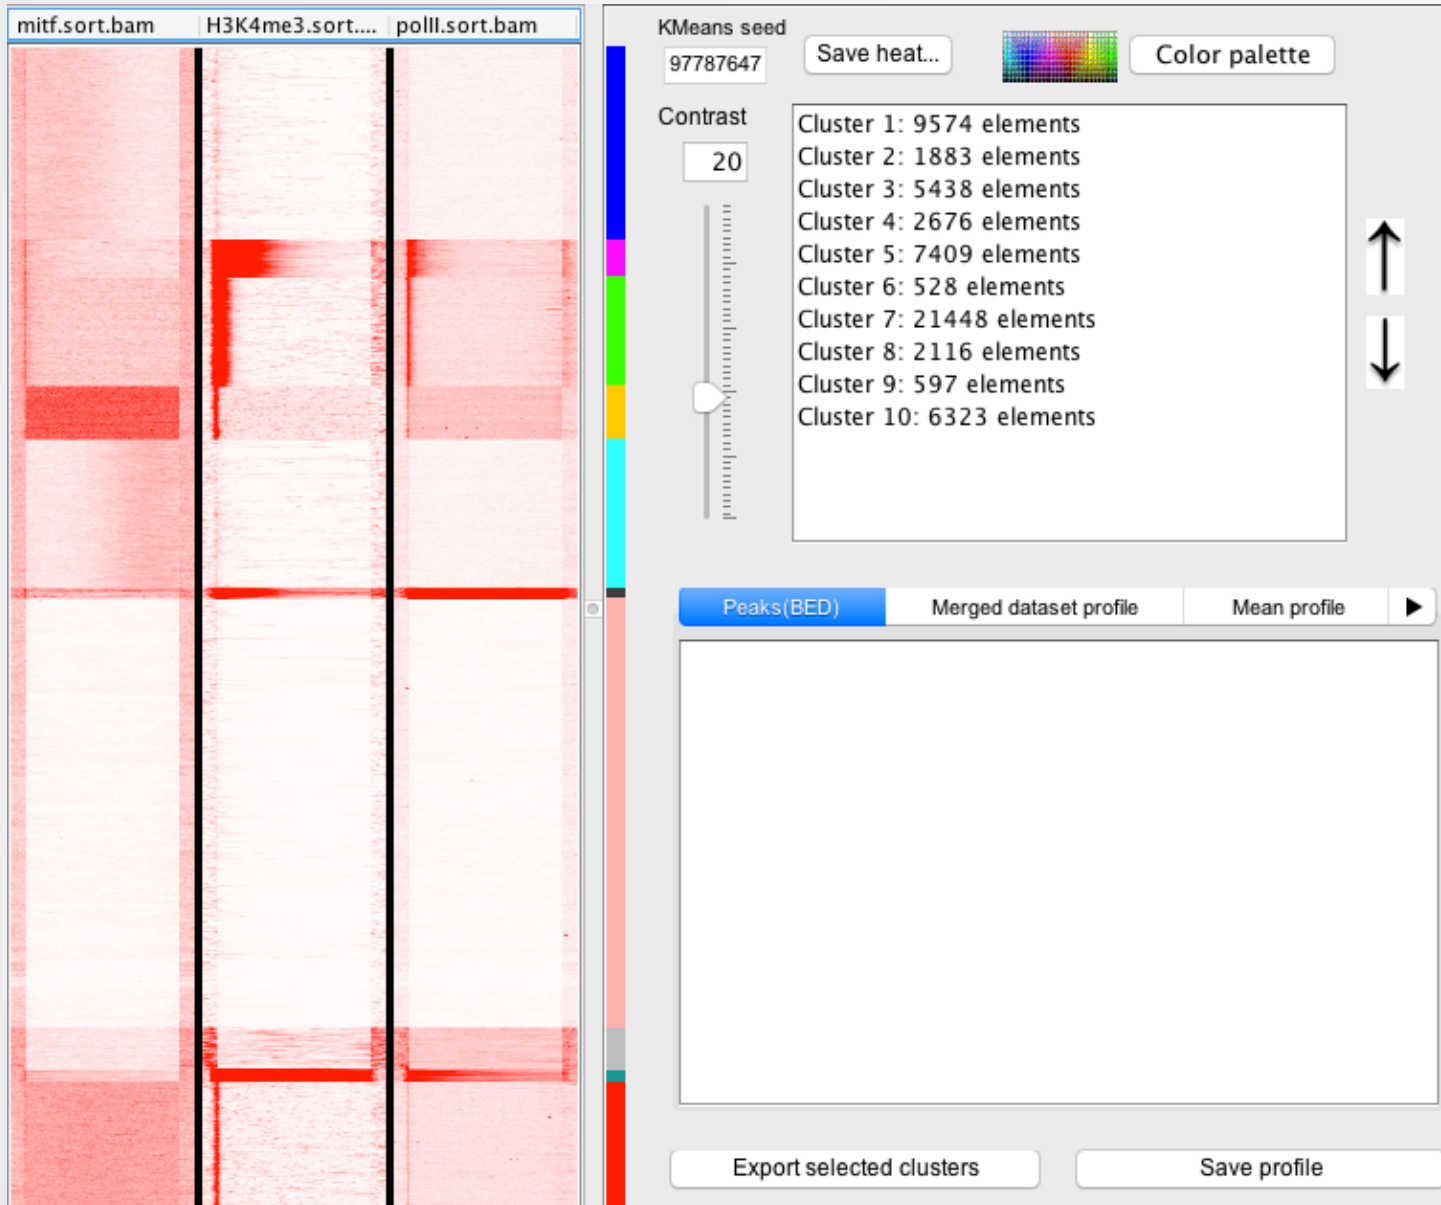 mitf.sort.bam H3K4me3.sort.... polII.sort.bam
KMeans seed
97787647
Save heat...
Color palette
Contrast
20
Cluster 1: 9574 elements
Cluster 2: 1883 elements
Cluster 3: 5438 elements
Cluster 4: 2676 elements
Cluster 5: 7409 elements
Cluster 6: 528 elements
Cluster 7: 21448 elements
Cluster 8: 2116 elements
Cluster 9: 597 elements
Cluster 10: 6323 elements
Peaks(BED) Merged dataset profile Mean profile
Export selected clusters Save profile